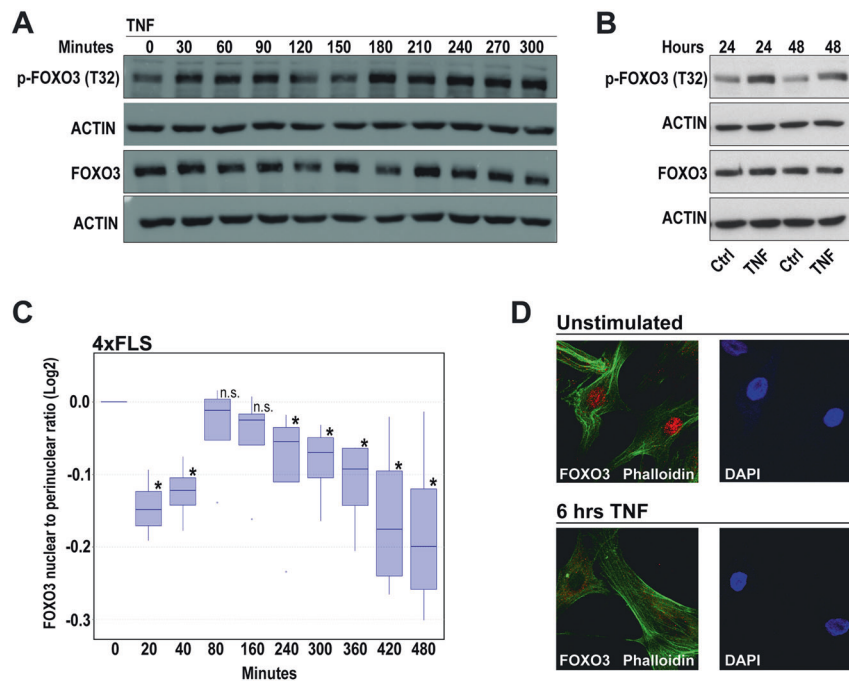 A
TNF
Minutes 0 30 60 90 120 150 180 210 240 270 300
p-FOXO3 (T32)
ACTIN
FOXO3
ACTIN
B
Hours 24 24 48 48
p-FOXO3 (T32)
ACTIN
FOXO3
ACTIN
Ctrl TNF Ctrl TNF
C
4xFLS
FOXO3 nuclear to perinuclear ratio (Log2)
0.0
-0.1
-0.2
-0.3
* * n.s. n.s. * * * * *
0 20 40 80 160 240 300 360 420 480
Minutes
D
Unstimulated
FOXO3 Phalloidin DAPI
6 hrs TNF
FOXO3 Phalloidin DAPI